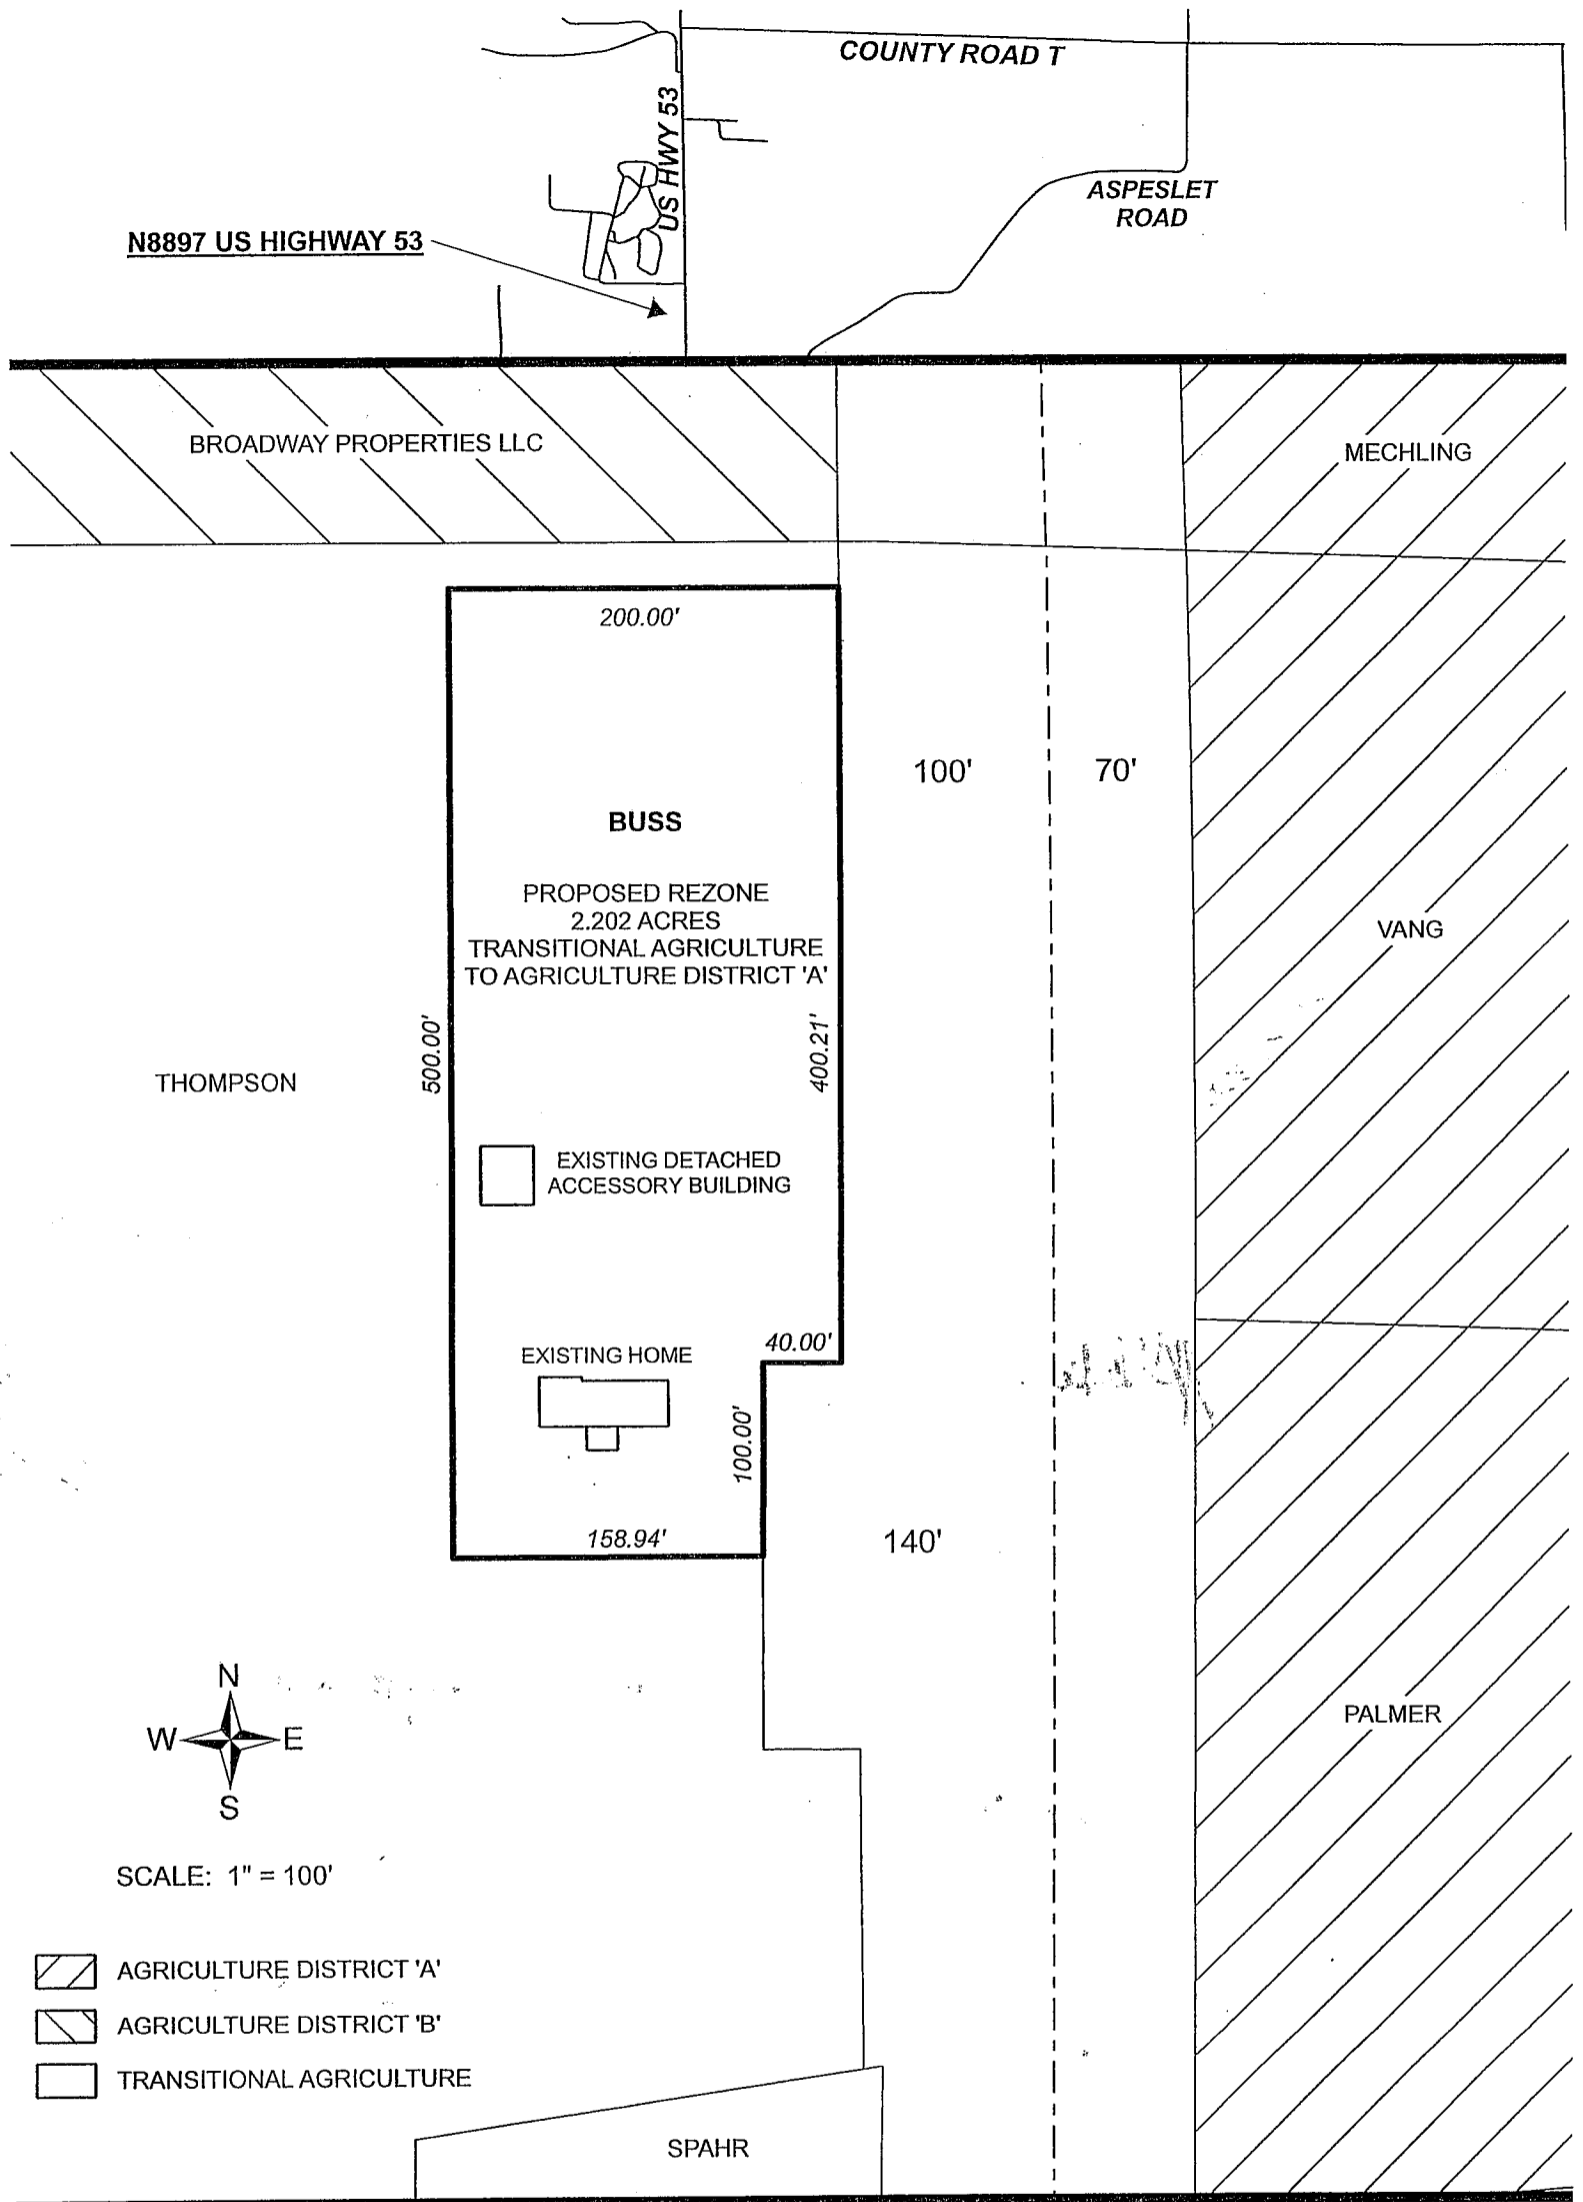 COUNTY ROAD T
US HWY 53
ASPESLET
ROAD
N8897 US HIGHWAY 53
BROADWAY PROPERTIES LLC
MECHLING
200.00'
100'
70'
BUSS
PROPOSED REZONE
2.202 ACRES
TRANSITIONAL AGRICULTURE
TO AGRICULTURE DISTRICT 'A'
VANG
500.00'
400.21'
THOMPSON
EXISTING DETACHED
ACCESSORY BUILDING
40.00'
EXISTING HOME
100.00'
158.94'
140'
N
W
E
S
PALMER
SCALE: 1" = 100'
AGRICULTURE DISTRICT 'A'
AGRICULTURE DISTRICT 'B'
TRANSITIONAL AGRICULTURE
SPAHR